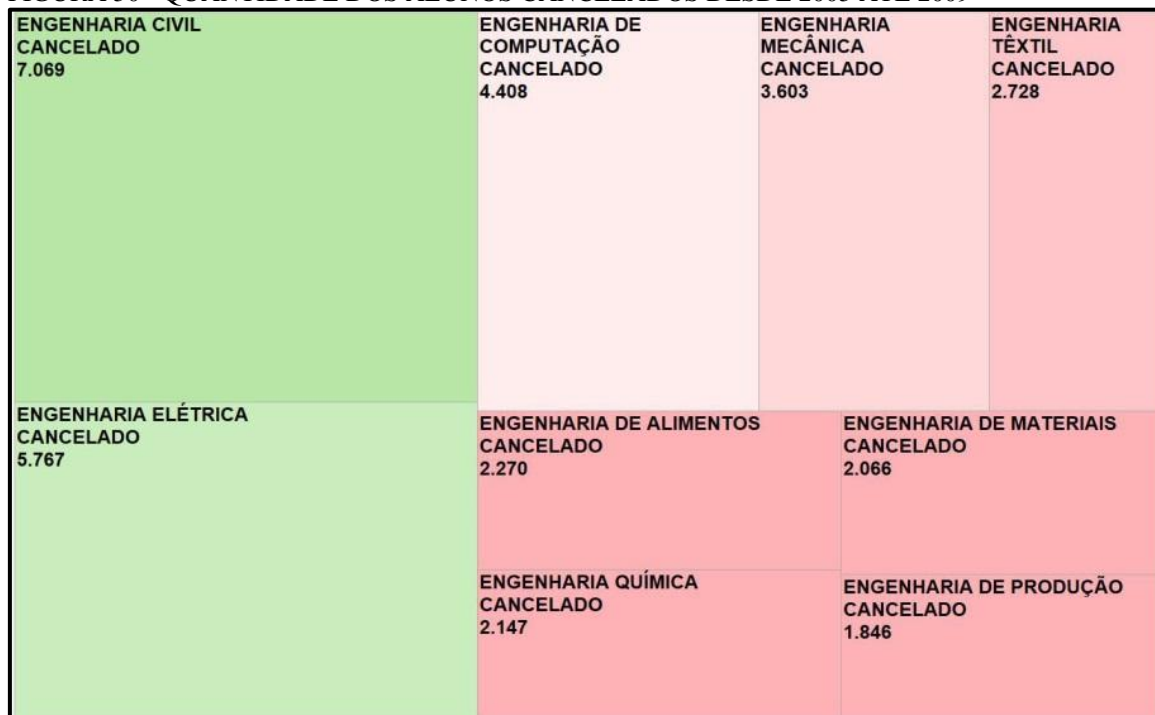 ENGENHARIA CIVIL
CANCELADO
7.069
ENGENHARIA DE
COMPUTAÇÃO
CANCELADO
4.408
ENGENHARIA
MECÂNICA
CANCELADO
3.603
ENGENHARIA
TÊXTIL
CANCELADO
2.728
ENGENHARIA ELÉTRICA
CANCELADO
5.767
ENGENHARIA DE ALIMENTOS
CANCELADO
2.270
ENGENHARIA DE MATERIAIS
CANCELADO
2.066
ENGENHARIA QUÍMICA
CANCELADO
2.147
ENGENHARIA DE PRODUÇÃO
CANCELADO
1.846